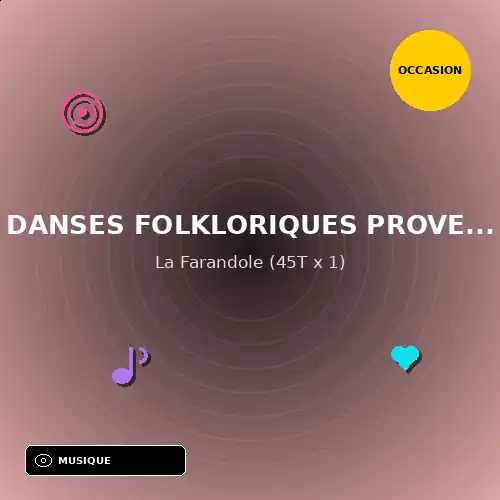 OCCASION
DANSES FOLKLORIQUES PROVE...
La Farandole (45T x 1)
MUSIQUE